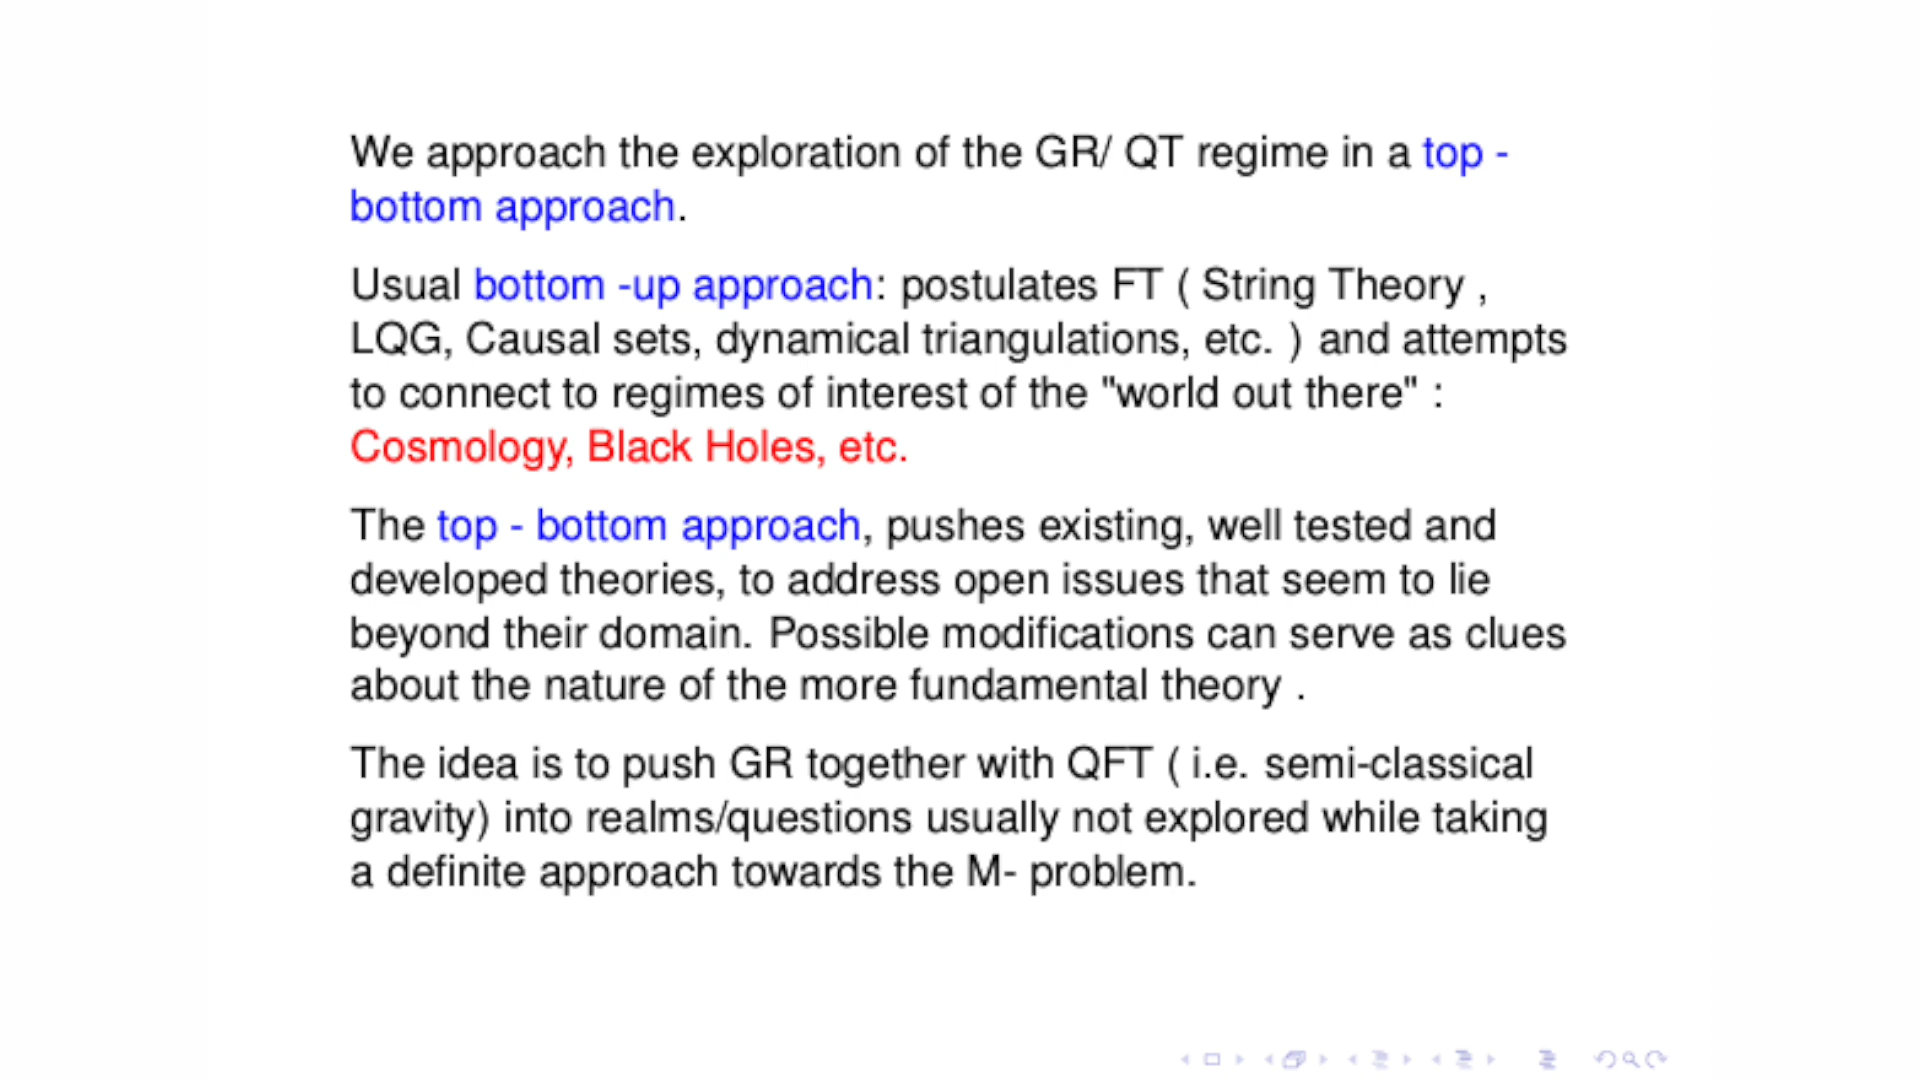 We approach the exploration of the GR/ QT regime in a top -
bottom approach.
Usual bottom -up approach: postulates FT ( String Theory ,
LQG, Causal sets, dynamical triangulations, etc. ) and attempts
to connect to regimes of interest of the "world out there" :
Cosmology, Black Holes, etc.
The top - bottom approach, pushes existing, well tested and
developed theories, to address open issues that seem to lie
beyond their domain. Possible modifications can serve as clues
about the nature of the more fundamental theory .
The idea is to push GR together with QFT ( i.e. semi-classical
gravity) into realms/questions usually not explored while taking
a definite approach towards the M- problem.